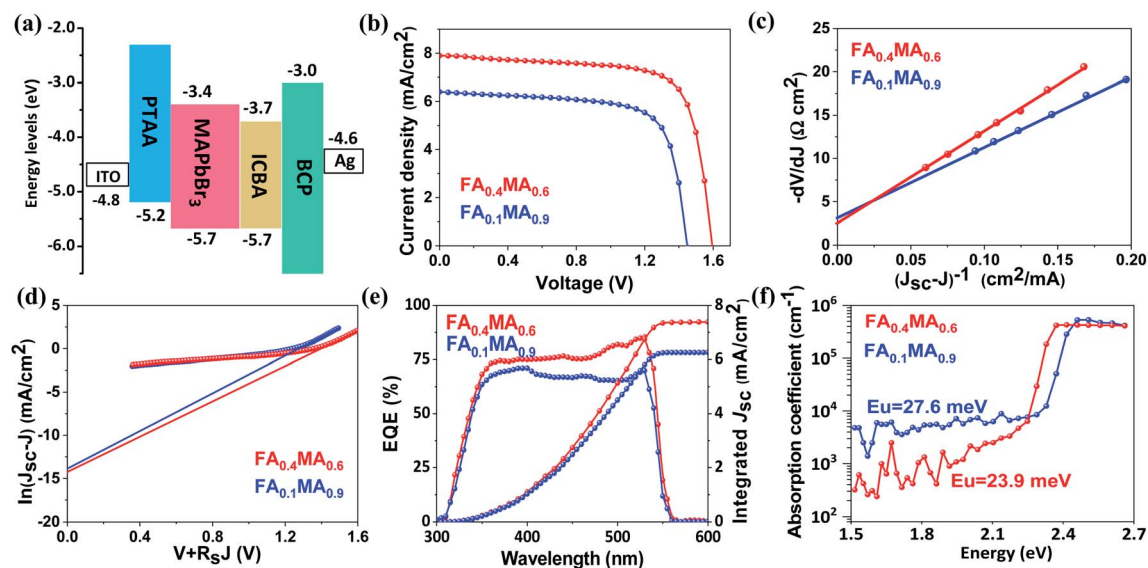 (a)
Energy levels (eV)
-2.0
-3.0
-4.0
-5.0
-6.0
ITO
-4.8
PTAA
-5.2
-3.4
MAPbBr₃
-5.7
-3.7
ICBA
-5.7
-3.0
BCP
-4.6
Ag
(b)
Current density (mA/cm²)
8
6
4
2
0
FA₀.₄MA₀.₆
FA₀.₁MA₀.₉
0.0 0.4 0.8 1.2 1.6
Voltage (V)
(c)
-dV/dJ (Ω cm²)
25
20
15
10
5
0
FA₀.₄MA₀.₆
FA₀.₁MA₀.₉
0.00 0.05 0.10 0.15 0.20
(JSC-J)⁻¹ (cm²/mA)
(d)
ln(JSC-J) (mA/cm²)
10
5
0
-5
-10
-15
-20
FA₀.₄MA₀.₆
FA₀.₁MA₀.₉
0.0 0.4 0.8 1.2 1.6
V+RSJ (V)
(e)
EQE (%)
100
75
50
25
0
FA₀.₄MA₀.₆
FA₀.₁MA₀.₉
8
6
4
2
0
Integrated JSC (mA/cm²)
300 400 500 600
Wavelength (nm)
(f)
Absorption coefficient (cm⁻¹)
10⁶
10⁵
10⁴
10³
10²
FA₀.₄MA₀.₆
FA₀.₁MA₀.₉
Eu=27.6 meV
Eu=23.9 meV
1.5 1.8 2.1 2.4 2.7
Energy (eV)